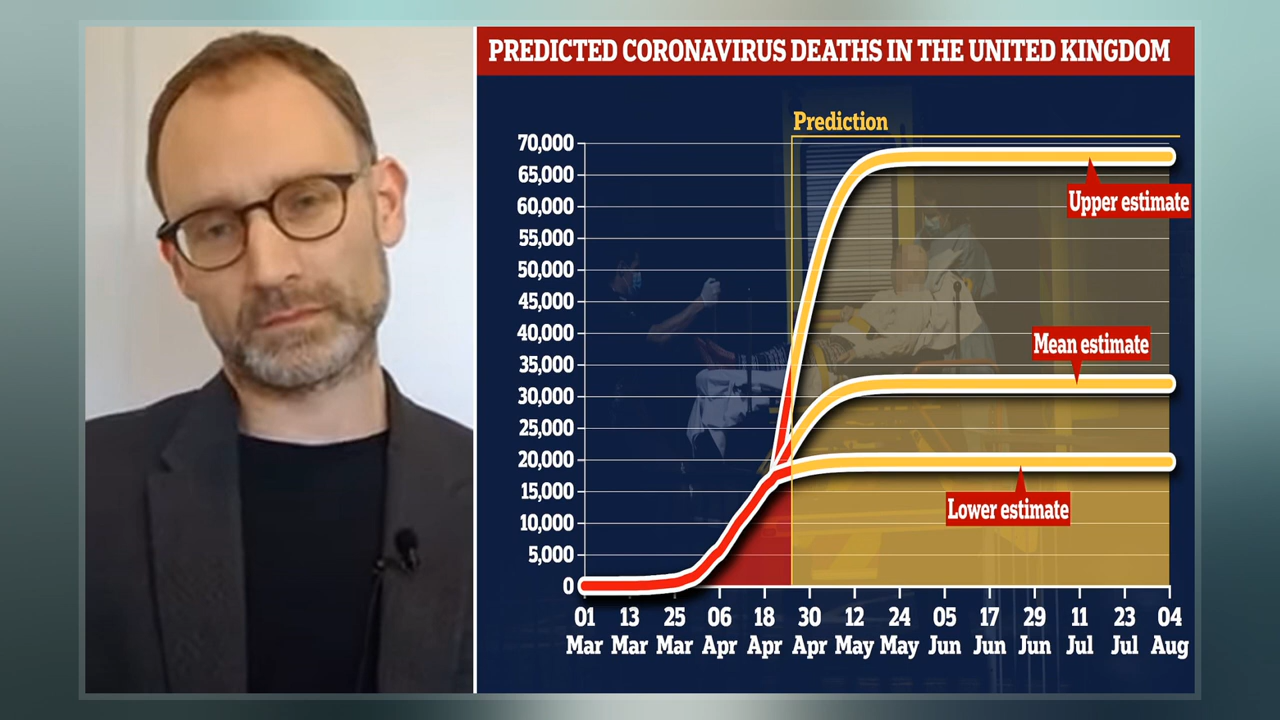 PREDICTED CORONAVIRUS DEATHS IN THE UNITED KINGDOM
Prediction
70,000
65,000
60,000
55,000
50,000
45,000
40,000
35,000
30,000
25,000
20,000
15,000
10,000
5,000
0
Upper estimate
Mean estimate
Lower estimate
01 13 25 06 18 30 12 24 05 17 29 11 23 04
Mar Mar Mar Apr Apr Apr May May Jun Jun Jun Jul Jul Aug